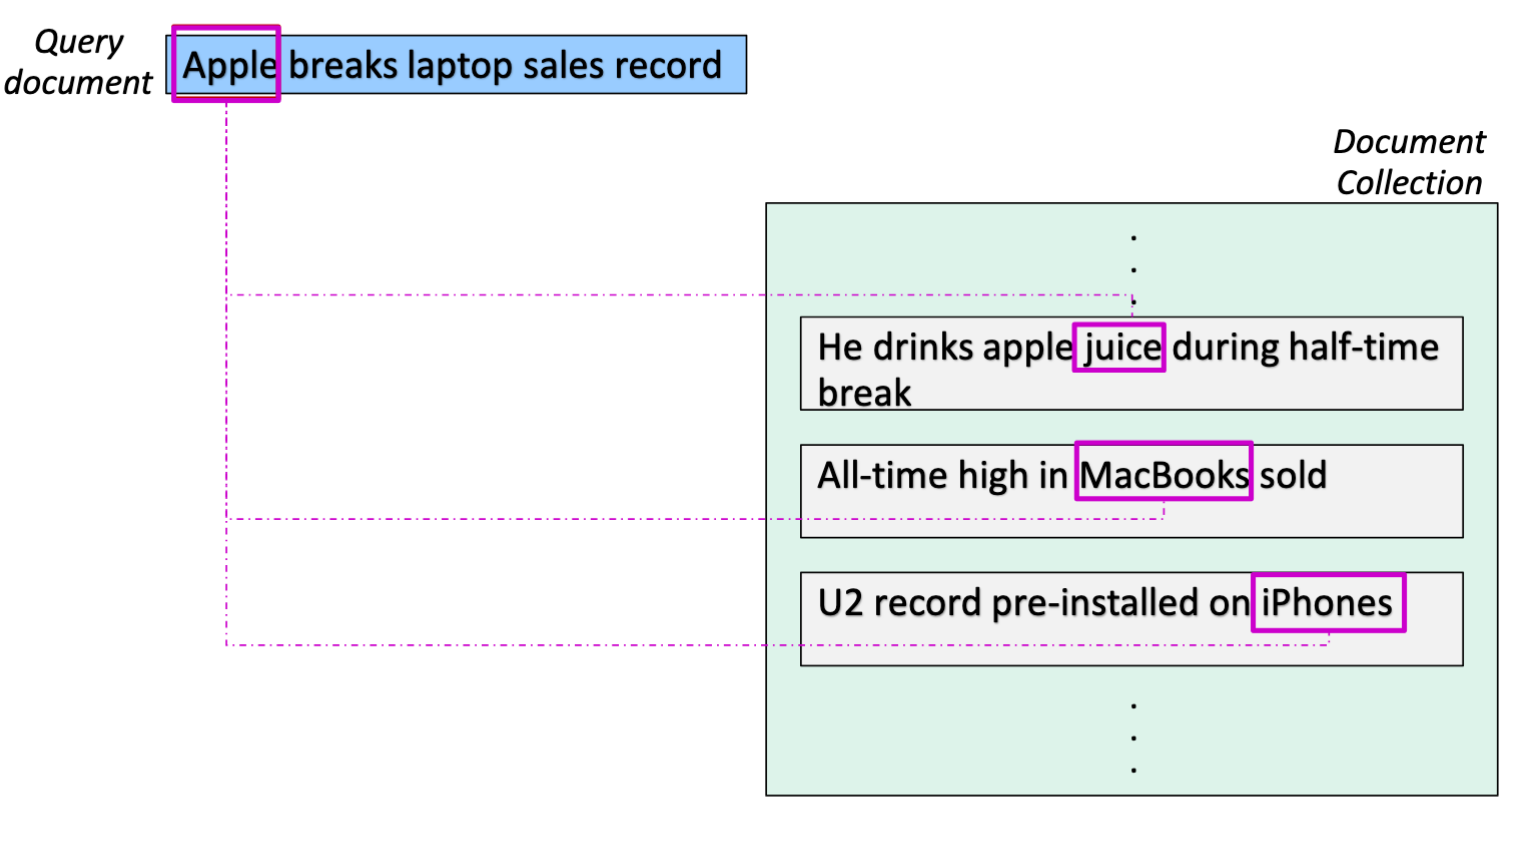 Query
document
Apple breaks laptop sales record
Document
Collection
He drinks apple juice during half-time
break
All-time high in MacBooks sold
U2 record pre-installed on iPhones